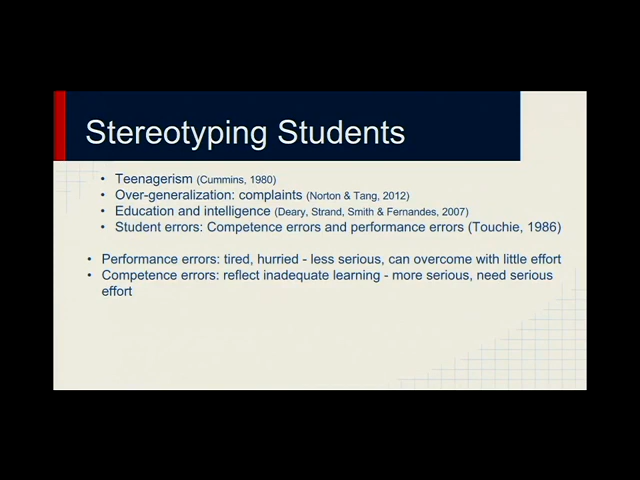 Stereotyping Students
• Teenagerism (Cummins, 1980)
• Over-generalization: complaints (Norton & Tang, 2012)
• Education and intelligence (Deary, Strand, Smith & Fernandes, 2007)
• Student errors: Competence errors and performance errors (Touchie, 1986)
• Performance errors: tired, hurried - less serious, can overcome with little effort
• Competence errors: reflect inadequate learning - more serious, need serious
effort